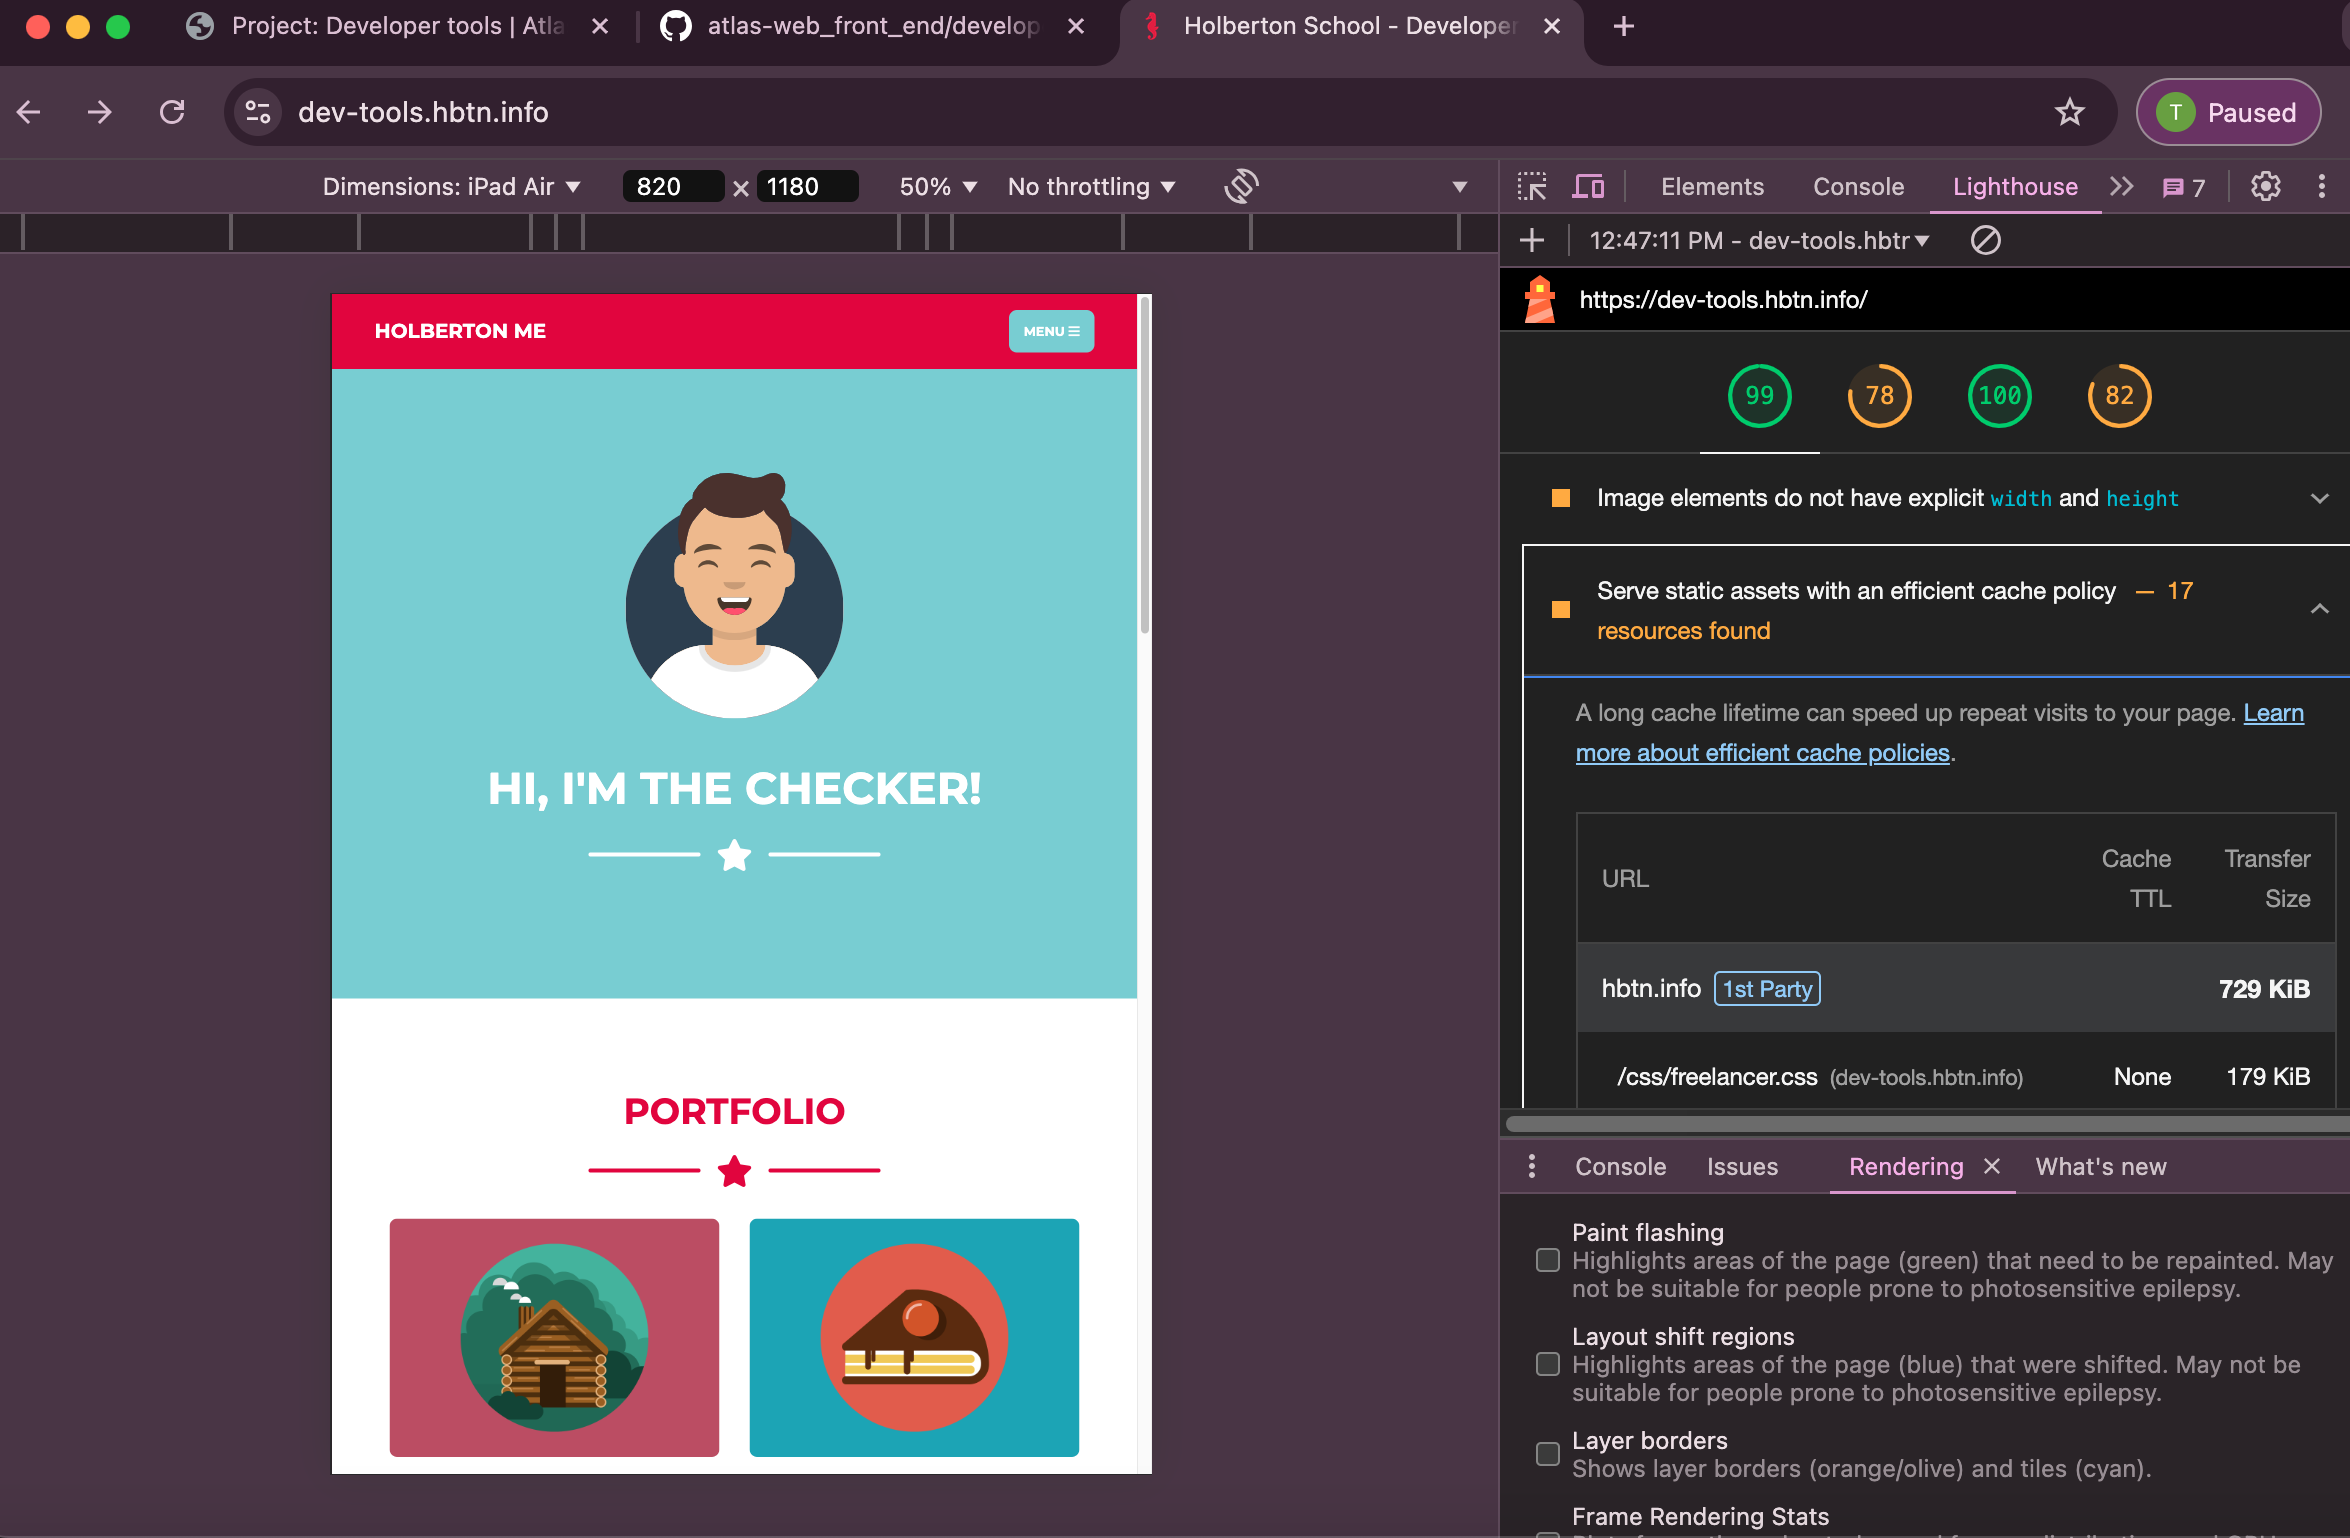 Project: Developer tools | Atla
atlas-web_front_end/develop
Holberton School - Developer
dev-tools.hbtn.info
T Paused
Dimensions: iPad Air 820 × 1180 50% No throttling
Elements Console Lighthouse 7
12:47:11 PM - dev-tools.hbtr
https://dev-tools.hbtn.info/
99 78 100 82
Image elements do not have explicit width and height
Serve static assets with an efficient cache policy — 17
resources found
A long cache lifetime can speed up repeat visits to your page. Learn
more about efficient cache policies.
URL Cache TTL Transfer Size
hbtn.info 1st Party 729 KiB
/css/freelancer.css (dev-tools.hbtn.info) None 179 KiB
HOLBERTON ME
MENU
HI, I'M THE CHECKER!
PORTFOLIO
Console Issues Rendering What's new
Paint flashing
Highlights areas of the page (green) that need to be repainted. May
not be suitable for people prone to photosensitive epilepsy.
Layout shift regions
Highlights areas of the page (blue) that were shifted. May not be
suitable for people prone to photosensitive epilepsy.
Layer borders
Shows layer borders (orange/olive) and tiles (cyan).
Frame Rendering Stats